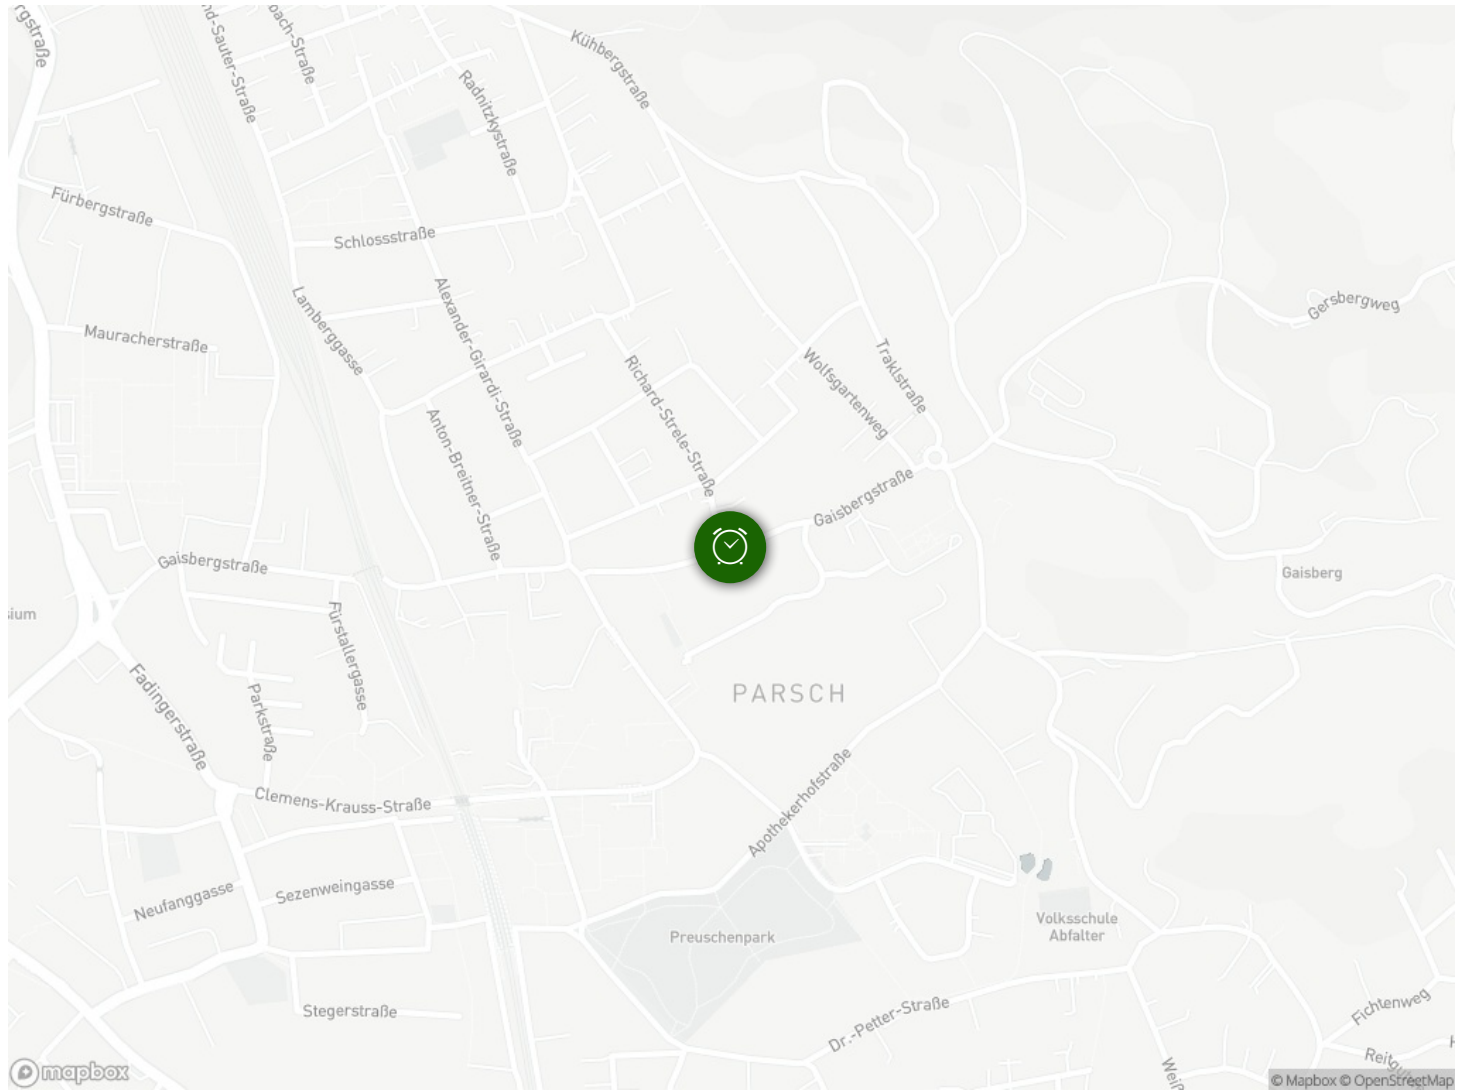 Kühbergstraße
Radnitzkystraße
Fürbergstraße
Schlossstraße
Gersbergweg
Mauracherstraße
Lamberggasse
Alexander-Girardi-Straße
Richard-Strele-Straße
Wolfsgartenweg
Traklstraße
Anton-Breitner-Straße
Gaisbergstraße
Gaisbergstraße
Gaisberg
Fürstallergasse
Fadingerstraße
Parkstraße
PARSCH
Clemens-Krauss-Straße
Apothekerhofstraße
Neufanggasse
Sezenweingasse
Volksschule
Abfalter
Preuschenpark
Stegerstraße
Dr.-Petter-Straße
Fichtenweg
mapbox
© Mapbox © OpenStreetMap